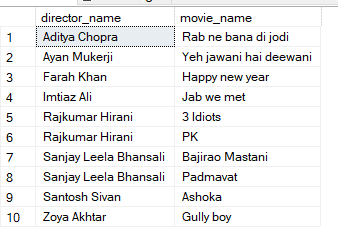 director_name movie_name
1 Aditya Chopra Rab ne bana di jodi
2 Ayan Mukerji Yeh jawani hai deewani
3 Farah Khan Happy new year
4 Imtiaz Ali Jab we met
5 Rajkumar Hirani 3 Idiots
6 Rajkumar Hirani PK
7 Sanjay Leela Bhansali Bajirao Mastani
8 Sanjay Leela Bhansali Padmavat
9 Santosh Sivan Ashoka
10 Zoya Akhtar Gully boy